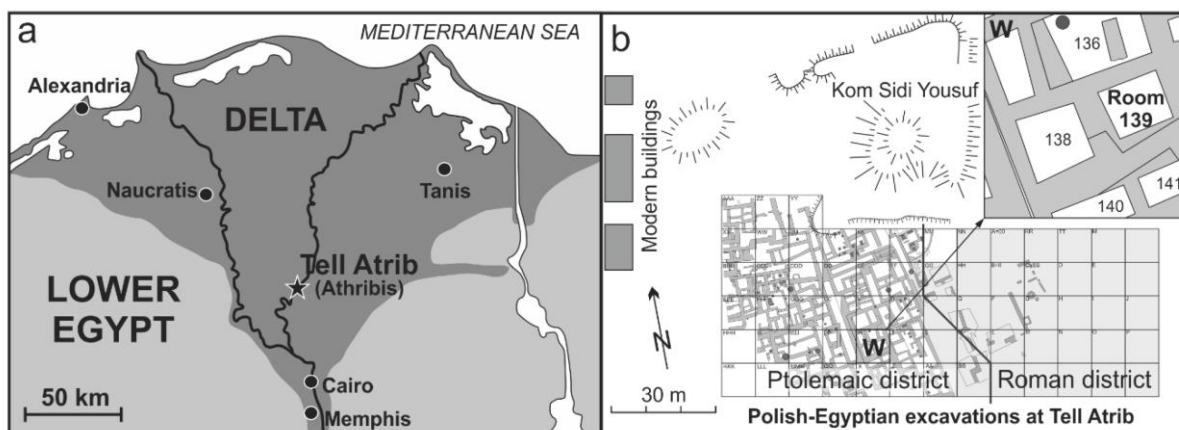 a
MEDITERRANEAN SEA
Alexandria
DELTA
Naucratis
Tanis
Tell Atrib
(Athribis)
LOWER
EGYPT
Cairo
Memphis
50 km
b
Modern buildings
Kom Sidi Yousuf
W
136
Room
139
138
141
140
N
30 m
W
Ptolemaic district
Roman district
Polish-Egyptian excavations at Tell Atrib